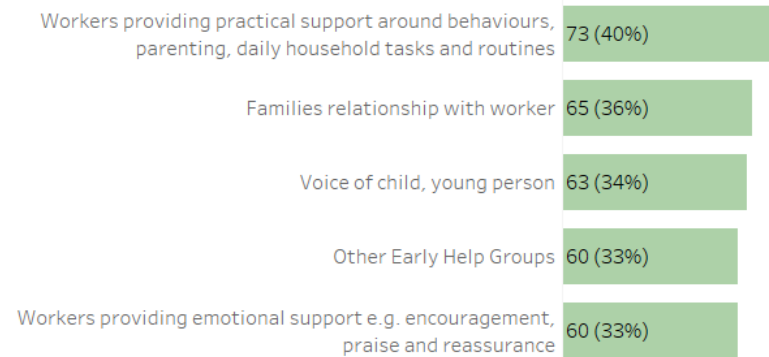 Workers providing practical support around behaviours,
parenting, daily household tasks and routines
73 (40%)
Families relationship with worker
65 (36%)
Voice of child, young person
63 (34%)
Other Early Help Groups
60 (33%)
Workers providing emotional support e.g. encouragement,
praise and reassurance
60 (33%)